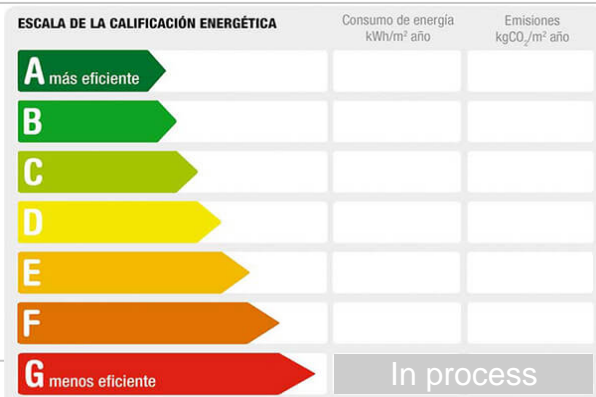 ESCALA DE LA CALIFICACIÓN ENERGÉTICA
Consumo de energía
kWh/m² año
Emisiones
kgCO₂/m² año
A más eficiente
B
C
D
E
F
G menos eficiente
In process